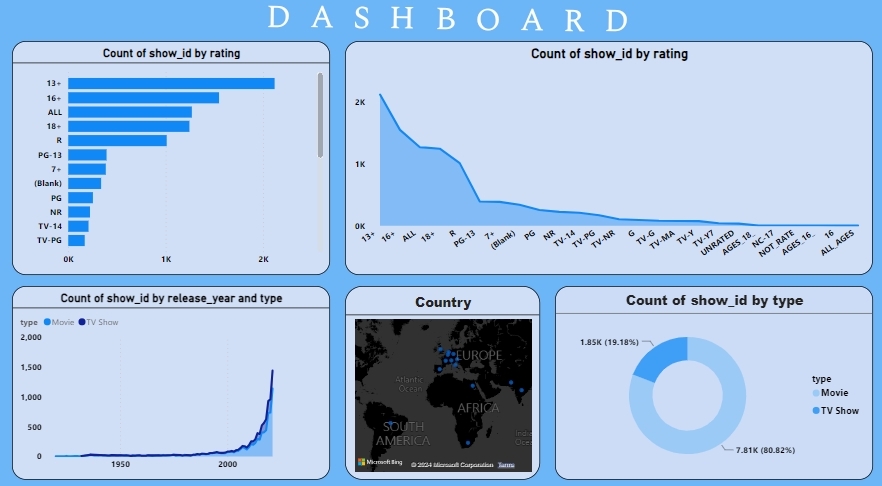 DASHBOARD
Count of show_id by rating
13+
16+
ALL
18+
R
PG-13
7+
(Blank)
PG
NR
TV-14
TV-PG
0K 1K 2K
Count of show_id by rating
2K
1K
0K
13+ 16+ ALL 18+ R PG-13 7+ (Blank) PG NR TV-14 TV-PG TV-NR G TV-G TV-MA TV-Y TV-Y7 UNRATED AGES_18_ NC-17 NOT_RATE AGES_16_ 16 ALL_AGES
Count of show_id by release_year and type
type Movie TV Show
2,000
1,500
1,000
500
0
1950 2000
Country
EUROPE
Atlantic
Ocean
AFRICA
SOUTH
AMERICA
India
Ocea
Microsoft Bing © 2024 Microsoft Corporation Terms
Count of show_id by type
1.85K (19.18%)
7.81K (80.82%)
type
Movie
TV Show